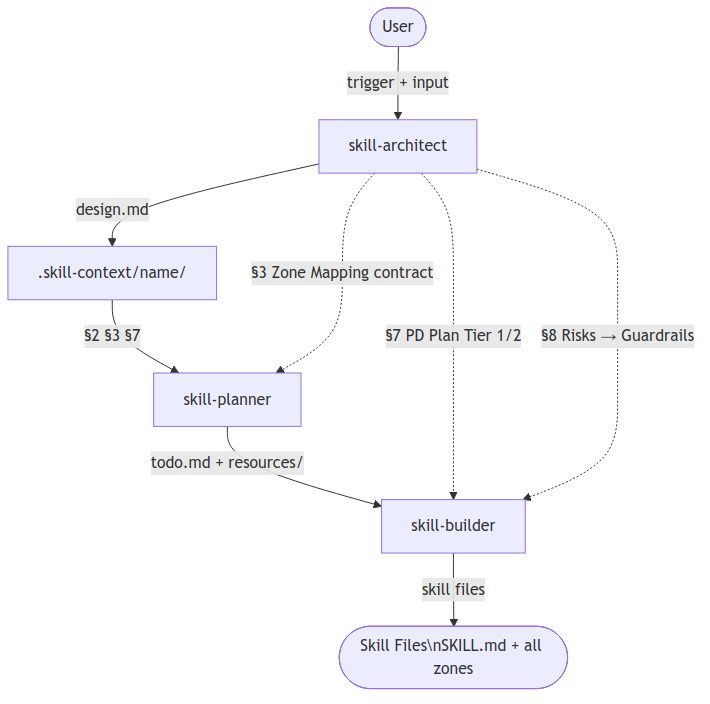 User
trigger + input
skill-architect
design.md
.skill-context/name/
§3 Zone Mapping contract
§2 §3 §7
§7 PD Plan Tier 1/2
§8 Risks → Guardrails
skill-planner
todo.md + resources/
skill-builder
skill files
Skill Files\nSKILL.md + all
zones